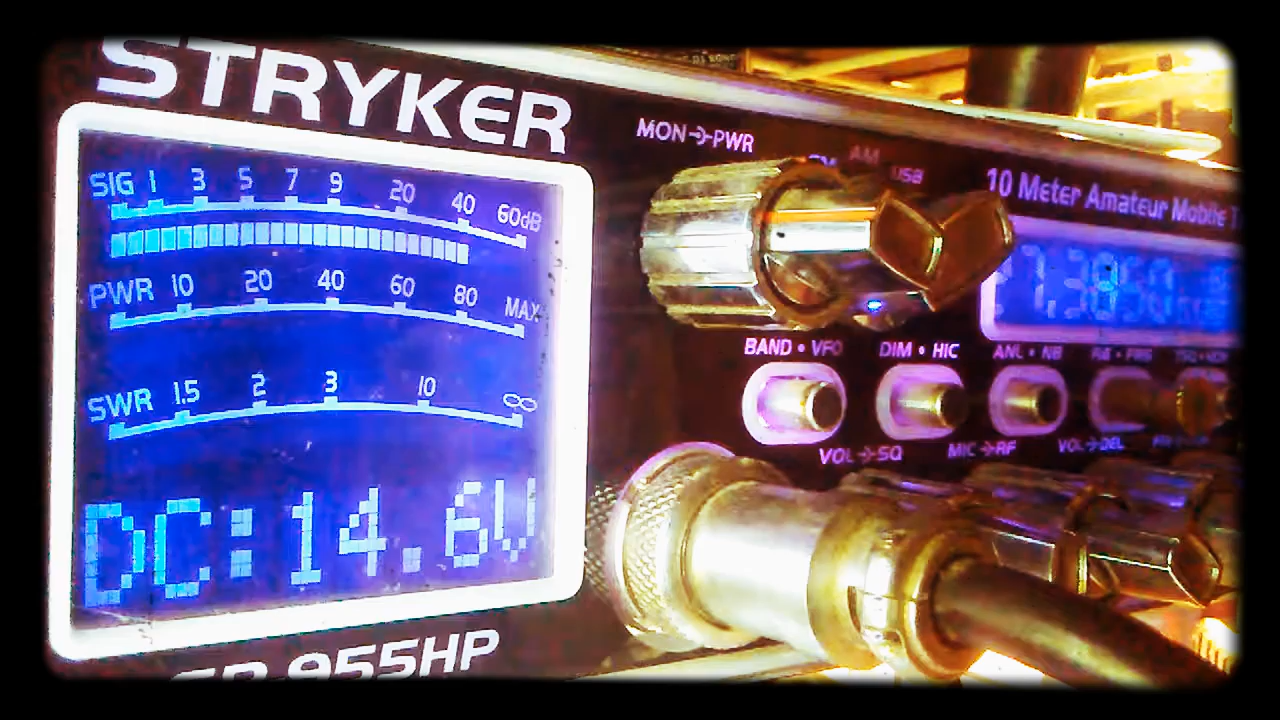 STRYKER
SIG 1 3 5 7 9 20 40 60dB
PWR 10 20 40 60 80 MAX
SWR 1.5 2 3 10 ∞
DC:14.6V
955HP
MON PWR
AM
USB
10 Meter Amateur Mobile
BAND • VFO DIM • HIC ANL • NB
VOL SQ MIC RF VOL DEL